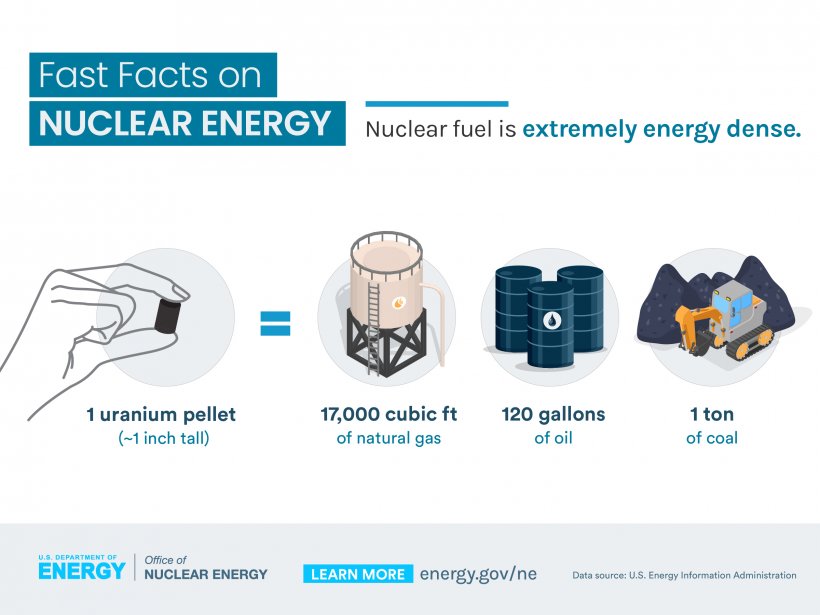 Fast Facts on
NUCLEAR ENERGY
Nuclear fuel is extremely energy dense.
1 uranium pellet
(~1 inch tall)
=
17,000 cubic ft
of natural gas
120 gallons
of oil
1 ton
of coal
U.S. DEPARTMENT OF
ENERGY
Office of
NUCLEAR ENERGY
LEARN MORE energy.gov/ne
Data source: U.S. Energy Information Administration